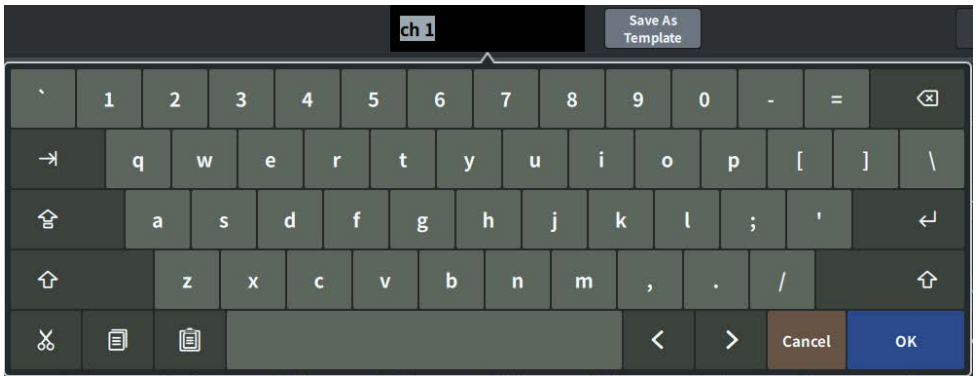 ch 1
Save As
Template
` 1 2 3 4 5 6 7 8 9 0 - =
q w e r t y u i o p [ ] \
a s d f g h j k l ; '
z x c v b n m , . /
< > Cancel OK